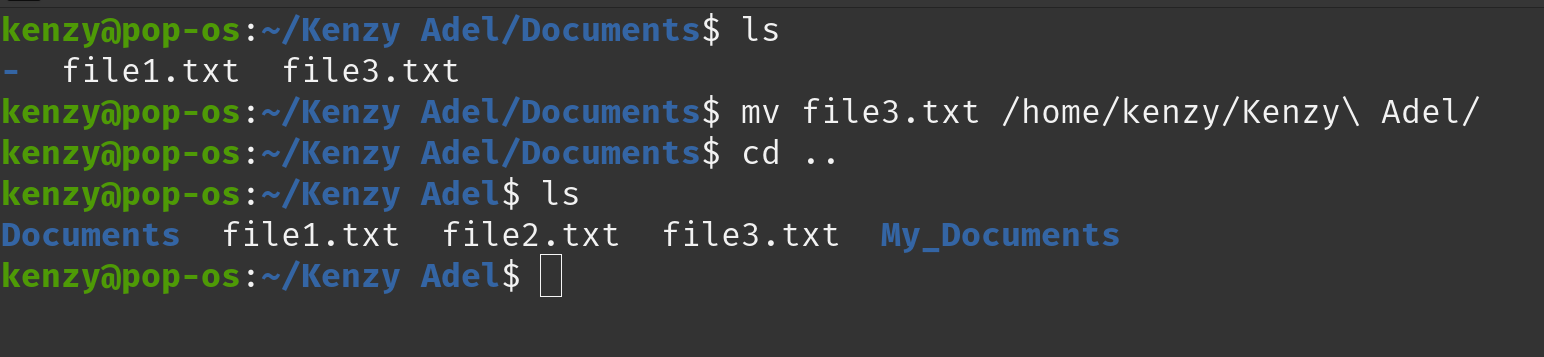 kenzy@pop-os:~/Kenzy Adel/Documents$ ls
-  file1.txt  file3.txt
kenzy@pop-os:~/Kenzy Adel/Documents$ mv file3.txt /home/kenzy/Kenzy\ Adel/
kenzy@pop-os:~/Kenzy Adel/Documents$ cd ..
kenzy@pop-os:~/Kenzy Adel$ ls
Documents  file1.txt  file2.txt  file3.txt  My_Documents
kenzy@pop-os:~/Kenzy Adel$